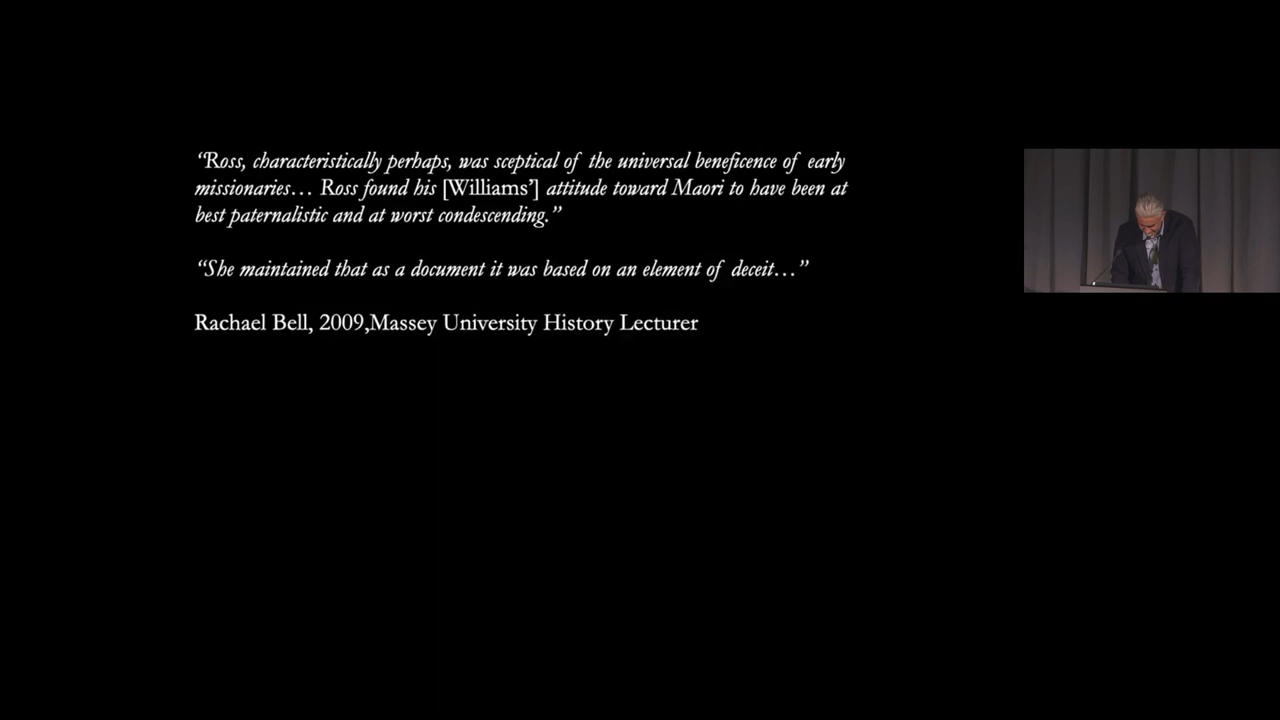 “Ross, characteristically perhaps, was sceptical of the universal beneficence of early
missionaries… Ross found his [Williams’] attitude toward Maori to have been at
best paternalistic and at worst condescending.”
“She maintained that as a document it was based on an element of deceit…”
Rachael Bell, 2009,Massey University History Lecturer